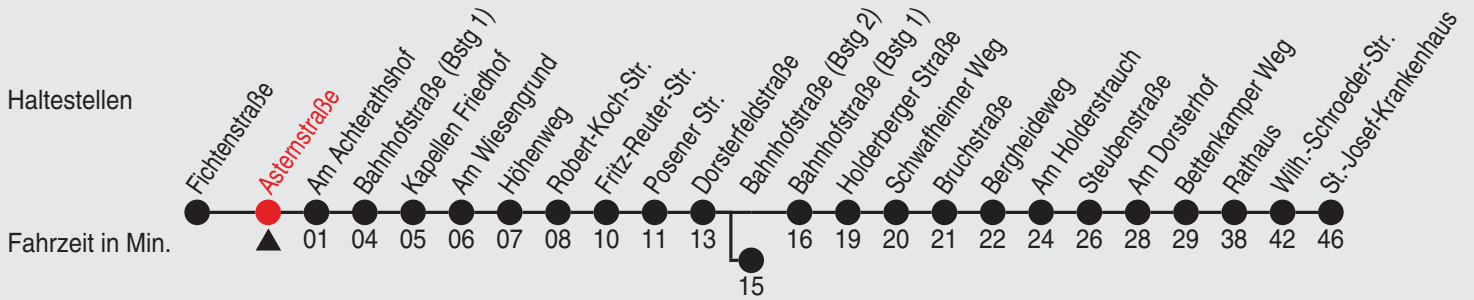 Haltestellen
Fichtenstraße
Asternstraße
Am Achterathshof
Bahnhofstraße (Bstg 1)
Kapellen Friedhof
Am Wiesengrund
Höhenweg
Robert-Koch-Str.
Fritz-Reuter-Str.
Posener Str.
Dorsterfeldstraße
Bahnhofstraße (Bstg 2)
Bahnhofstraße (Bstg 1)
Holderberger Straße
Schwafheimer Weg
Bruchstraße
Bergheideweg
Am Holderstrauch
Steubenstraße
Am Dorsterhof
Bettenkamper Weg
Rathaus
Wilh.-Schroeder-Str.
St.-Josef-Krankenhaus
Fahrzeit in Min.
01 04 05 06 07 08 10 11 13 16 19 20 21 22 24 26 28 29 38 42 46
15